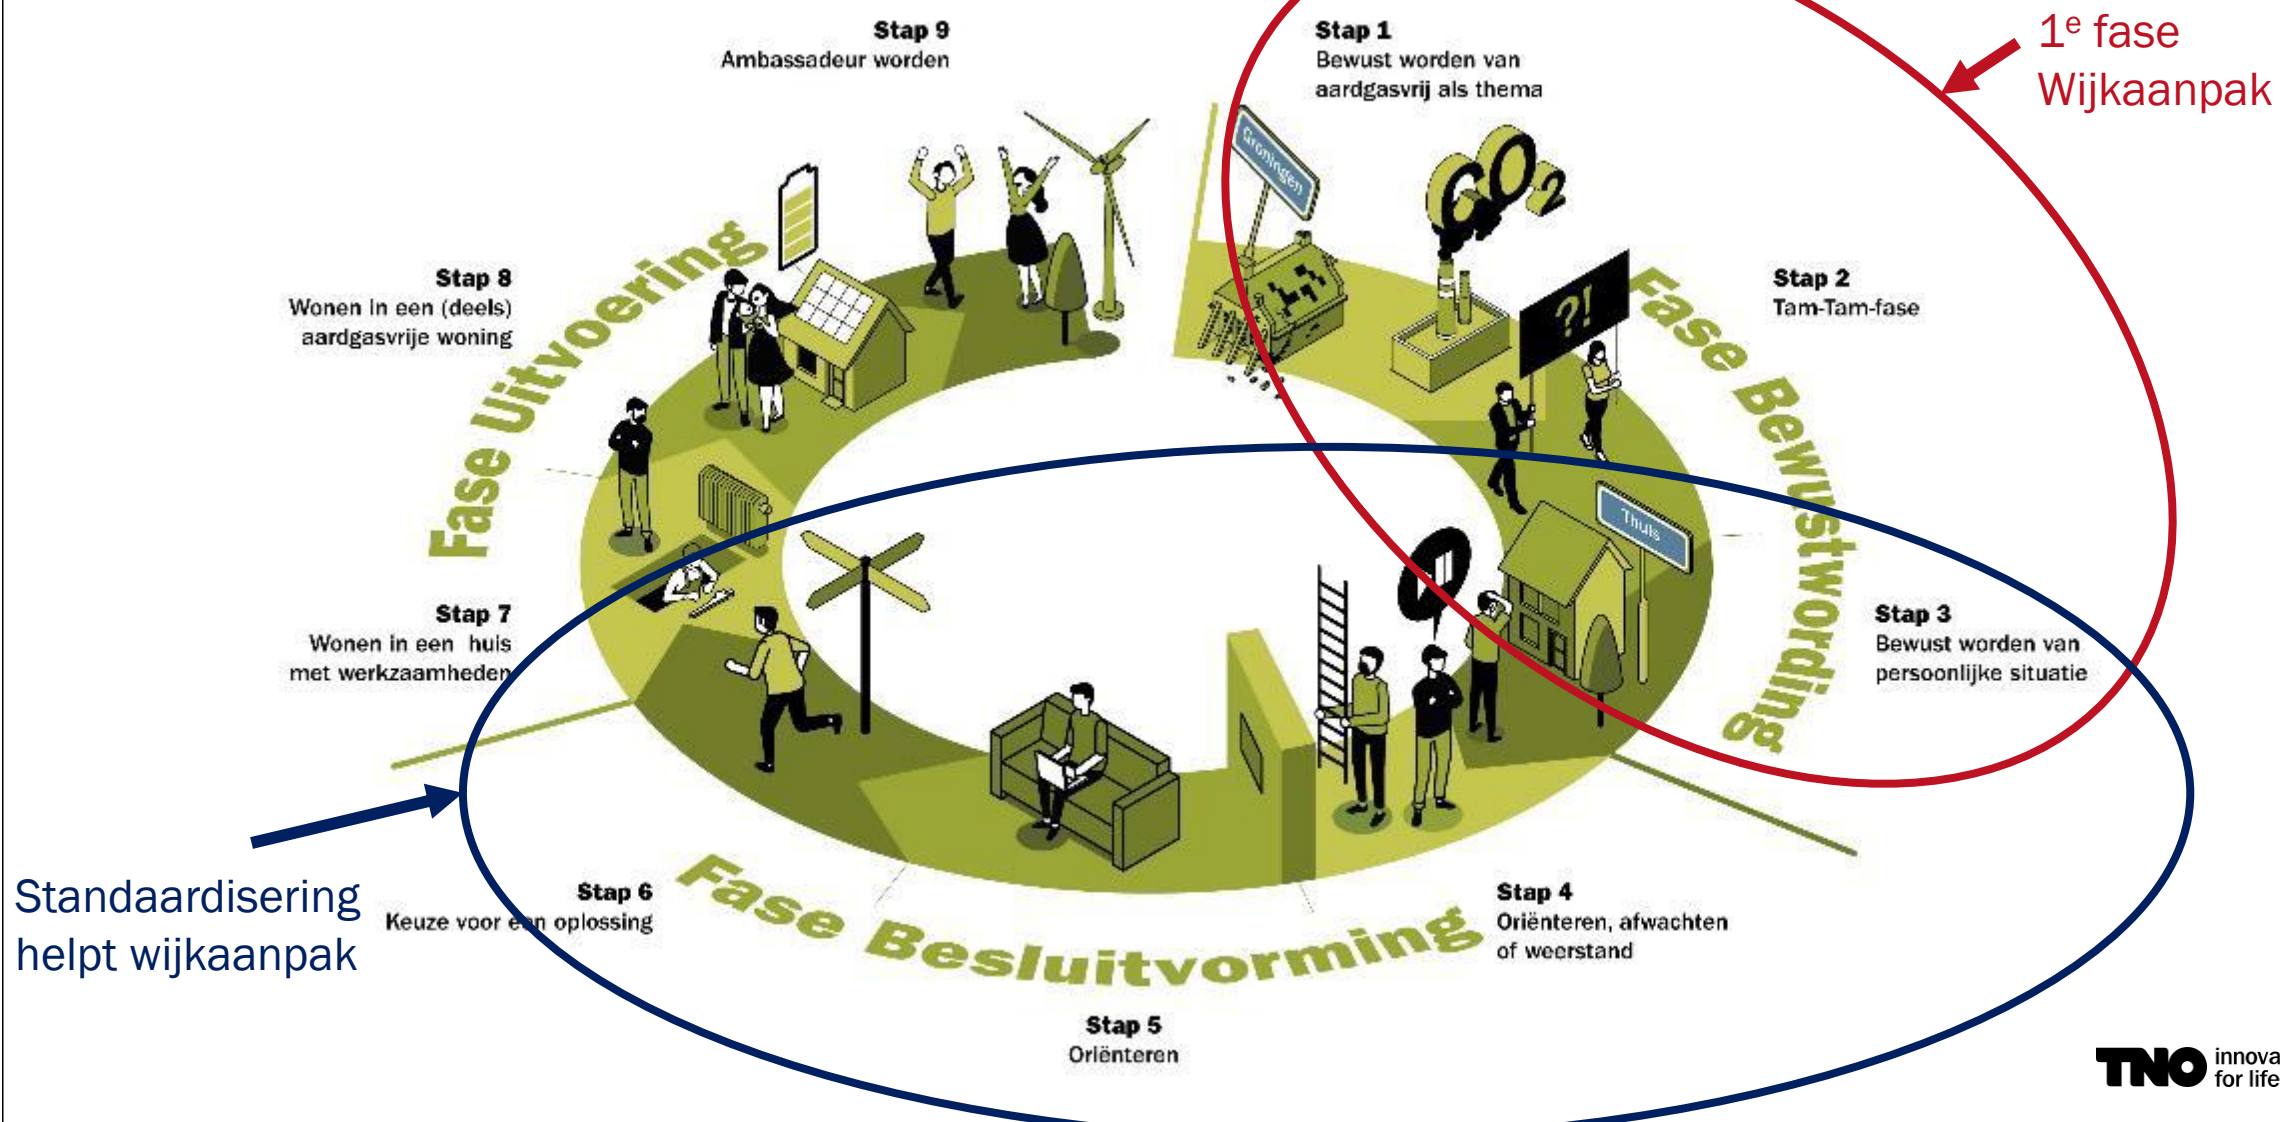 Stap 9
Ambassadeur worden
Stap 1
Bewust worden van
aardgasvrij als thema
1e fase
Wijkaanpak
Groningen
CO2
?!
Stap 2
Tam-Tam-fase
Fase Bewustwording
Stap 8
Wonen in een (deels)
aardgasvrije woning
Fase Uitvoering
Thuis
Stap 7
Wonen in een huis
met werkzaamheden
Stap 3
Bewust worden van
persoonlijke situatie
Standaardisering
helpt wijkaanpak
Stap 6
Keuze voor een oplossing
Fase Besluitvorming
Stap 4
Oriënteren, afwachten
of weerstand
Stap 5
Oriënteren
TNO innova
for life